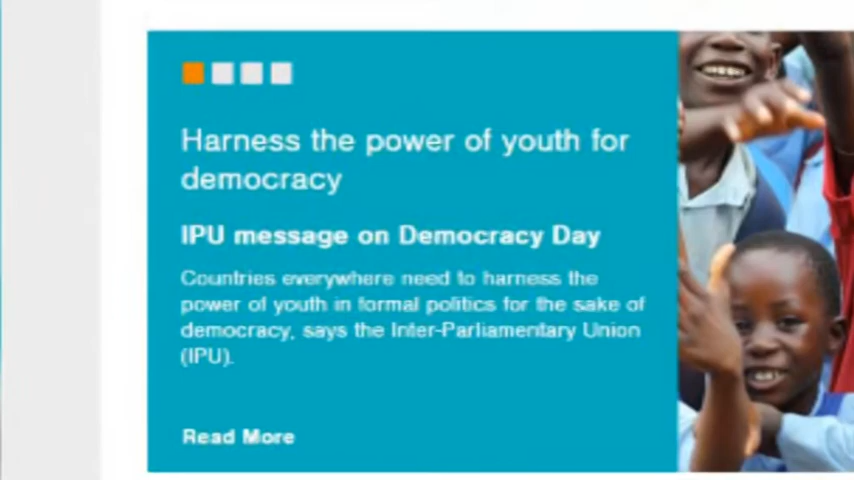 Harness the power of youth for
democracy
IPU message on Democracy Day
Countries everywhere need to harness the
power of youth in formal politics for the sake of
democracy, says the Inter-Parliamentary Union
(IPU).
Read More